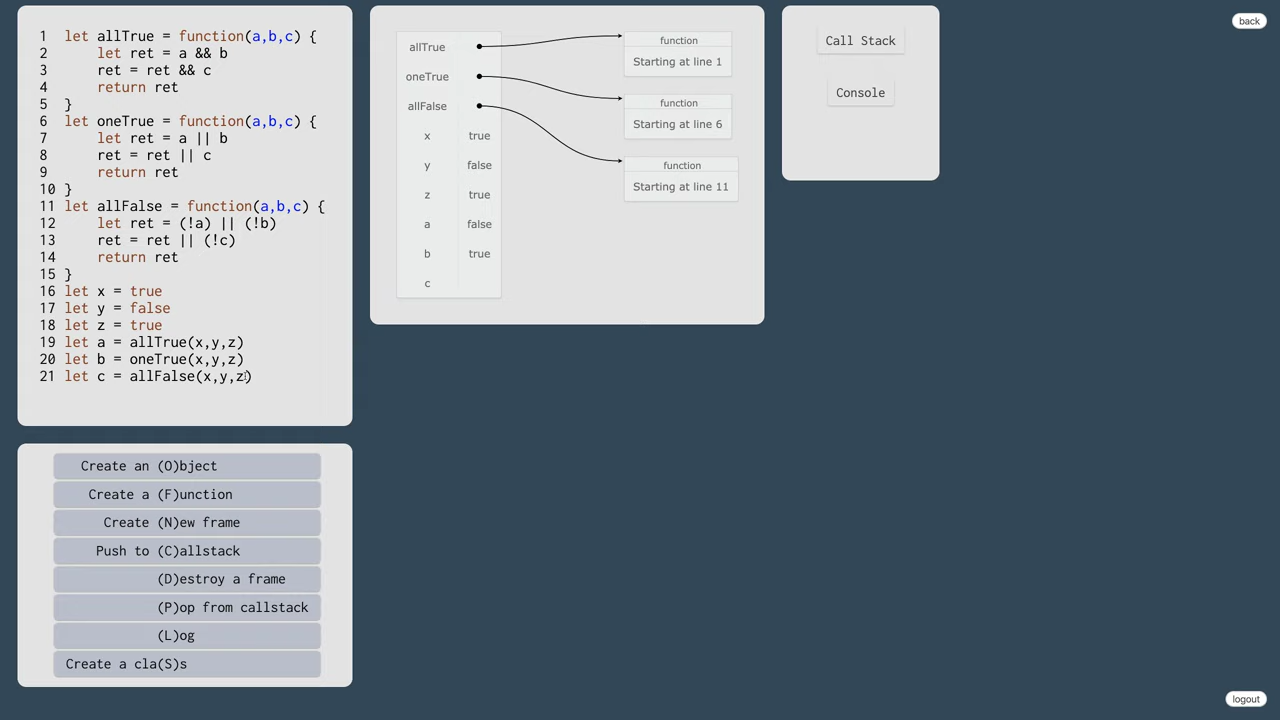 1 let allTrue = function(a,b,c) {
2 let ret = a && b
3 ret = ret && c
4 return ret
5 }
6 let oneTrue = function(a,b,c) {
7 let ret = a || b
8 ret = ret || c
9 return ret
10 }
11 let allFalse = function(a,b,c) {
12 let ret = (!a) || (!b)
13 ret = ret || (!c)
14 return ret
15 }
16 let x = true
17 let y = false
18 let z = true
19 let a = allTrue(x,y,z)
20 let b = oneTrue(x,y,z)
21 let c = allFalse(x,y,z)
Create an (O)bject
Create a (F)unction
Create (N)ew frame
Push to (C)allstack
(D)estroy a frame
(P)op from callstack
(L)og
Create a cla(S)s
allTrue
oneTrue
allFalse
x true
y false
z true
a false
b true
c
function
Starting at line 1
function
Starting at line 6
function
Starting at line 11
Call Stack
Console
back
logout